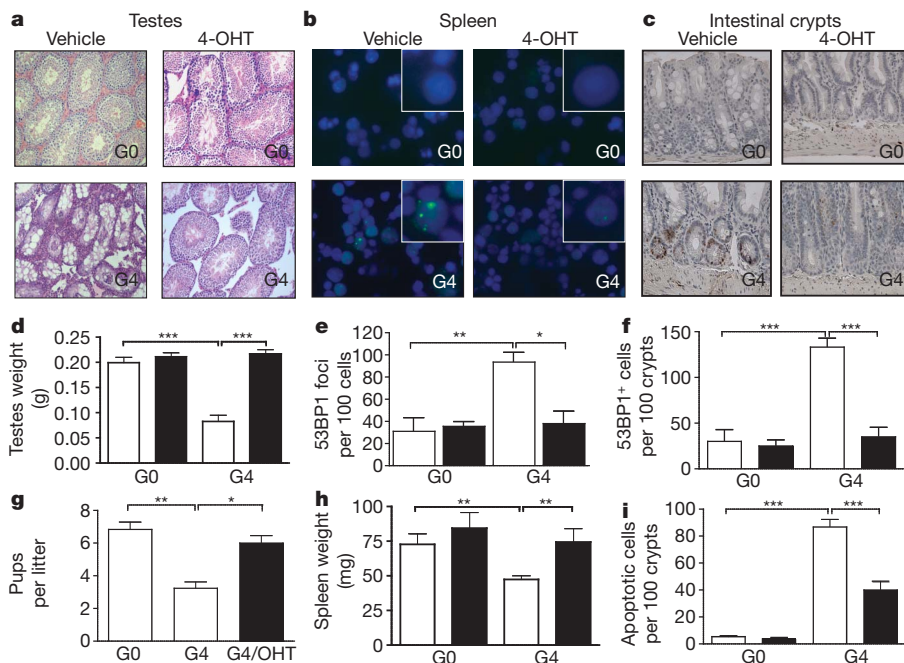 a Testes
Vehicle 4-OHT
G0 G0
G4 G4
b Spleen
Vehicle 4-OHT
G0 G0
G4 G4
c Intestinal crypts
Vehicle 4-OHT
G0 G0
G4 G4
d
Testes weight
(g)
0.25
0.20
0.15
0.10
0.05
0.00
*** ***
G0 G4
e
53BP1 foci
per 100 cells
120
100
80
60
40
20
0
** *
G0 G4
f
53BP1+ cells
per 100 crypts
150
100
50
0
*** ***
G0 G4
g
Pups
per litter
8
6
4
2
0
** *
G0 G4 G4/OHT
h
Spleen weight
(mg)
100
75
50
25
0
** **
G0 G4
i
Apoptotic cells
per 100 crypts
100
80
60
40
20
0
*** ***
G0 G4